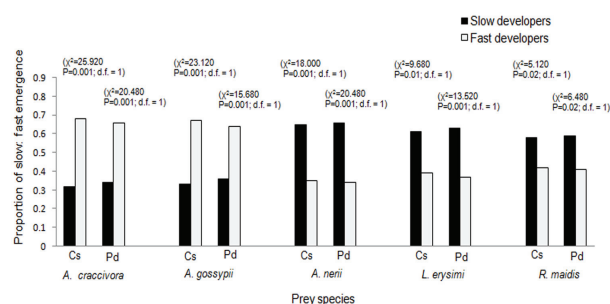 Slow developers
Fast developers
(χ²=25.920
P=0.001; d.f. = 1)
(χ²=20.480
P=0.001; d.f. = 1)
(χ²=23.120
P=0.001; d.f. = 1)
(χ²=15.680
P=0.001; d.f. = 1)
(χ²=18.000
P=0.001; d.f. = 1)
(χ²=20.480
P=0.001; d.f. = 1)
(χ²=9.680
P=0.01; d.f. = 1)
(χ²=13.520
P=0.001; d.f. = 1)
(χ²=5.120
P=0.02; d.f. = 1)
(χ²=6.480
P=0.02; d.f. = 1)
Proportion of slow: fast emergence
0.9
0.8
0.7
0.6
0.5
0.4
0.3
0.2
0.1
0
Cs Pd Cs Pd Cs Pd Cs Pd Cs Pd
A. craccivora A. gossypii A. nerii L. erysimi R. maidis
Prey species